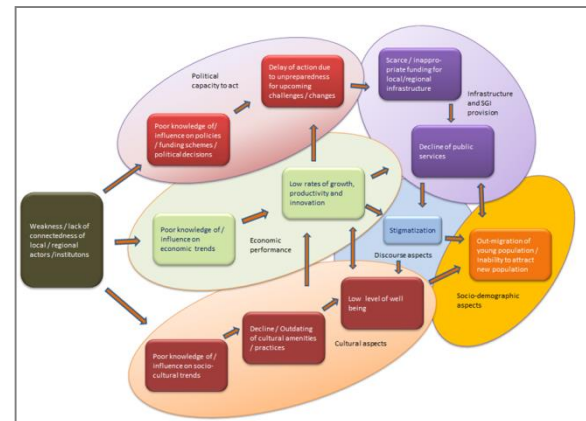 Political
capacity to act
Delay of action due
to unpreparedness
for upcoming
challenges / changes
Scarce / inappro-
priate funding for
local/regional
infrastructure
Infrastructure
and SGI
provision
Poor knowledge of/
influence on policies
/ funding schemes /
political decisions
Decline of public
services
Weakness / lack of
connectedness of
local / regional
actors /institutons
Poor knowledge of /
influence on
economic trends
Low rates of growth,
productivity and
innovation
Economic
performance
Stigmatization
Discourse aspects
Out-migration of
young population /
Inability to attract
new population
Socio-demographic
aspects
Poor knowledge of /
influence on socio-
cultural trends
Decline / Outdating
of cultural amenities
/ practices
Low level of well
being
Cultural aspects